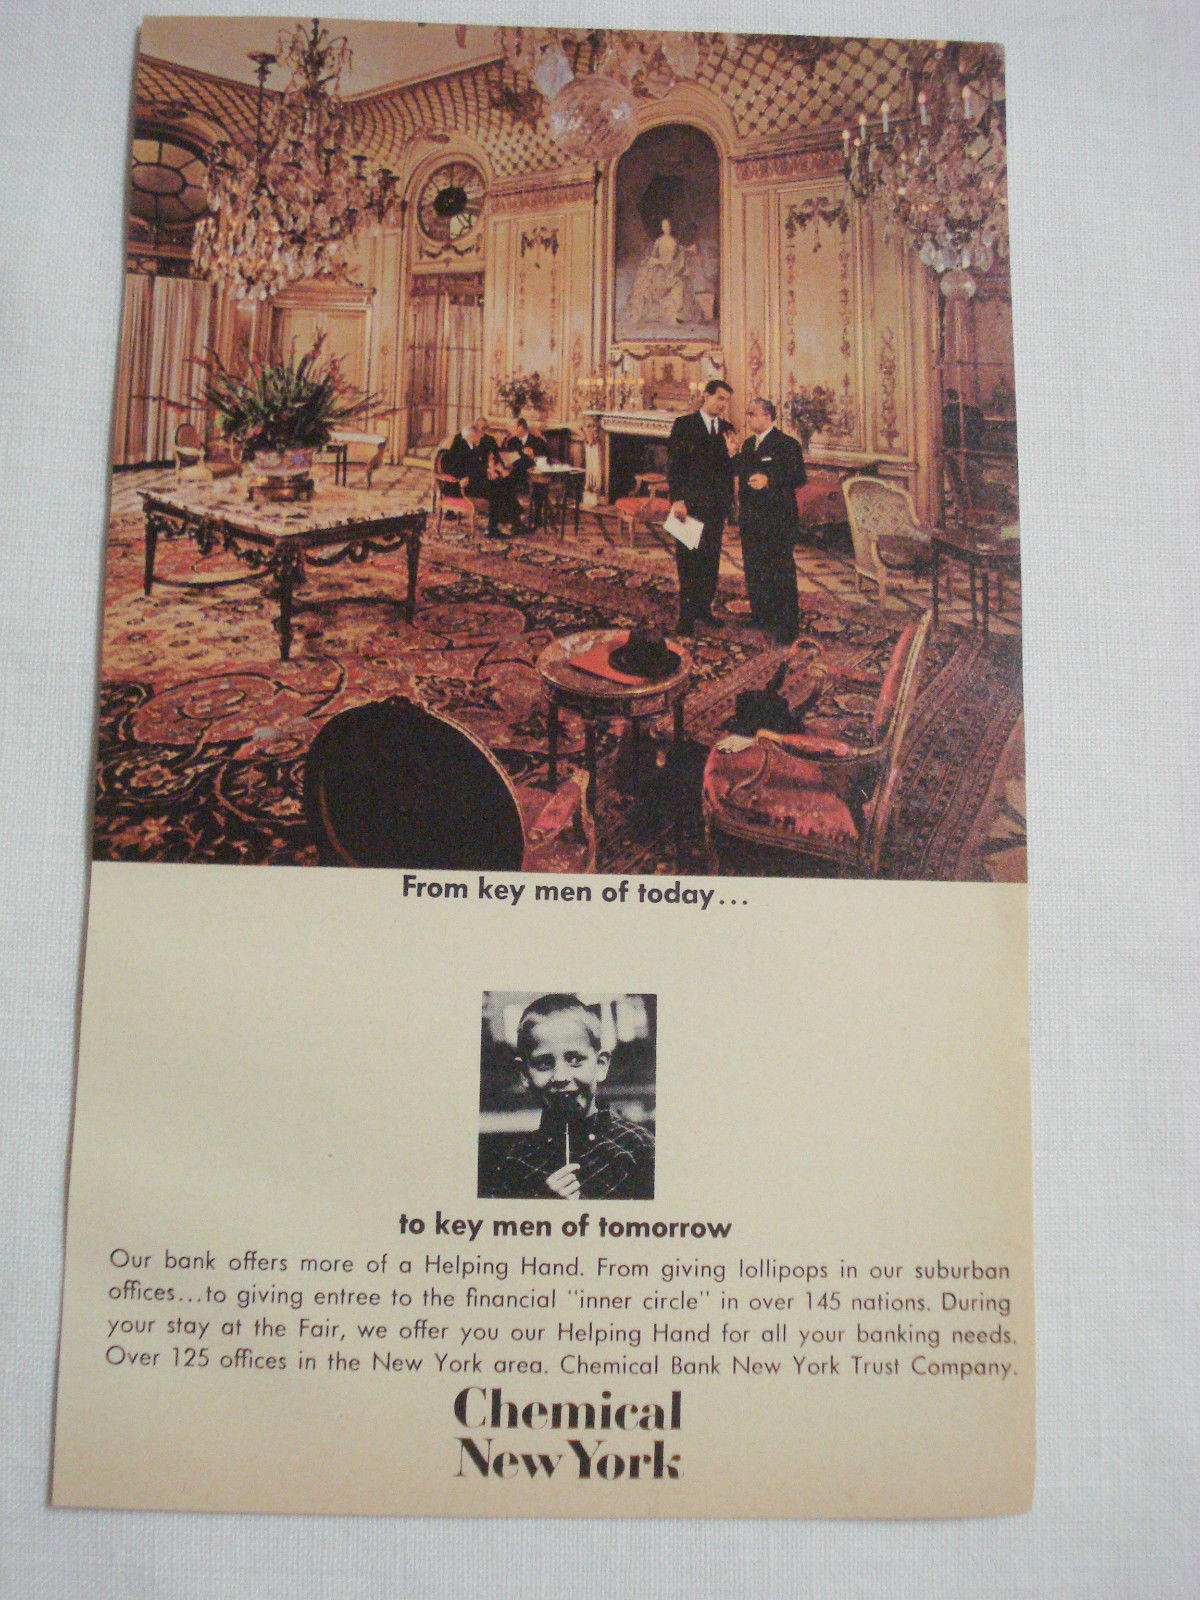 From key men of today...
to key men of tomorrow
Our bank offers more of a Helping Hand. From giving lollipops in our suburban
offices...to giving entree to the financial "inner circle" in over 145 nations. During
your stay at the Fair, we offer you our Helping Hand for all your banking needs.
Over 125 offices in the New York area. Chemical Bank New York Trust Company.
Chemical
New York